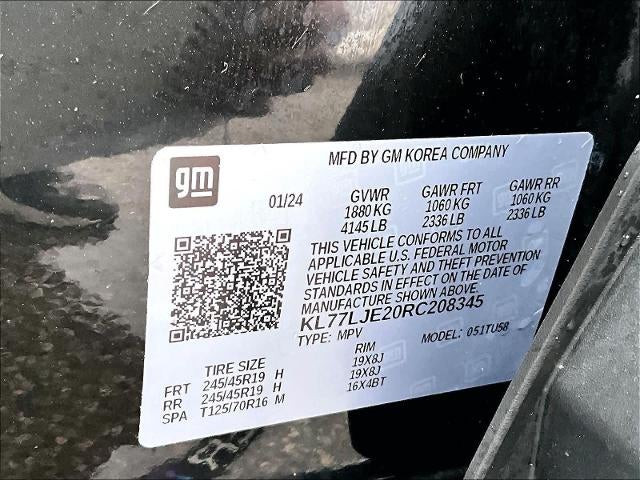 gm
MFD BY GM KOREA COMPANY
01/24
GVWR GAWR FRT GAWR RR
1880 KG 1060 KG 1060 KG
4145 LB 2336 LB 2336 LB
THIS VEHICLE CONFORMS TO ALL
APPLICABLE U.S. FEDERAL MOTOR
VEHICLE SAFETY AND THEFT PREVENTION
STANDARDS IN EFFECT ON THE DATE OF
MANUFACTURE SHOWN ABOVE.
KL77LJE20RC208345
TYPE: MPV MODEL: 051TU58
TIRE SIZE RIM
FRT 245/45R19 H 19X8J
RR 245/45R19 H 19X8J
SPA T125/70R16 M 16X4BT